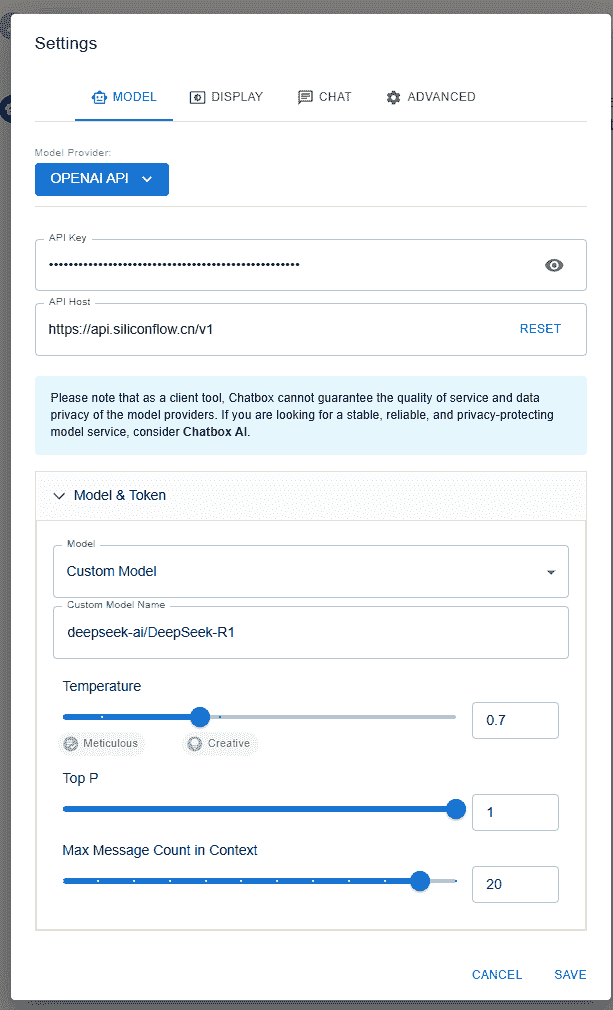 Settings
MODEL
DISPLAY
CHAT
ADVANCED
Model Provider:
OPENAI API
API Key
••••••••••••••••••••••••••••••••••••••••••••••••••••
API Host
https://api.siliconflow.cn/v1
RESET
Please note that as a client tool, Chatbox cannot guarantee the quality of service and data
privacy of the model providers. If you are looking for a stable, reliable, and privacy-protecting
model service, consider Chatbox AI.
Model & Token
Model
Custom Model
Custom Model Name
deepseek-ai/DeepSeek-R1
Temperature
0.7
Meticulous
Creative
Top P
1
Max Message Count in Context
20
CANCEL
SAVE